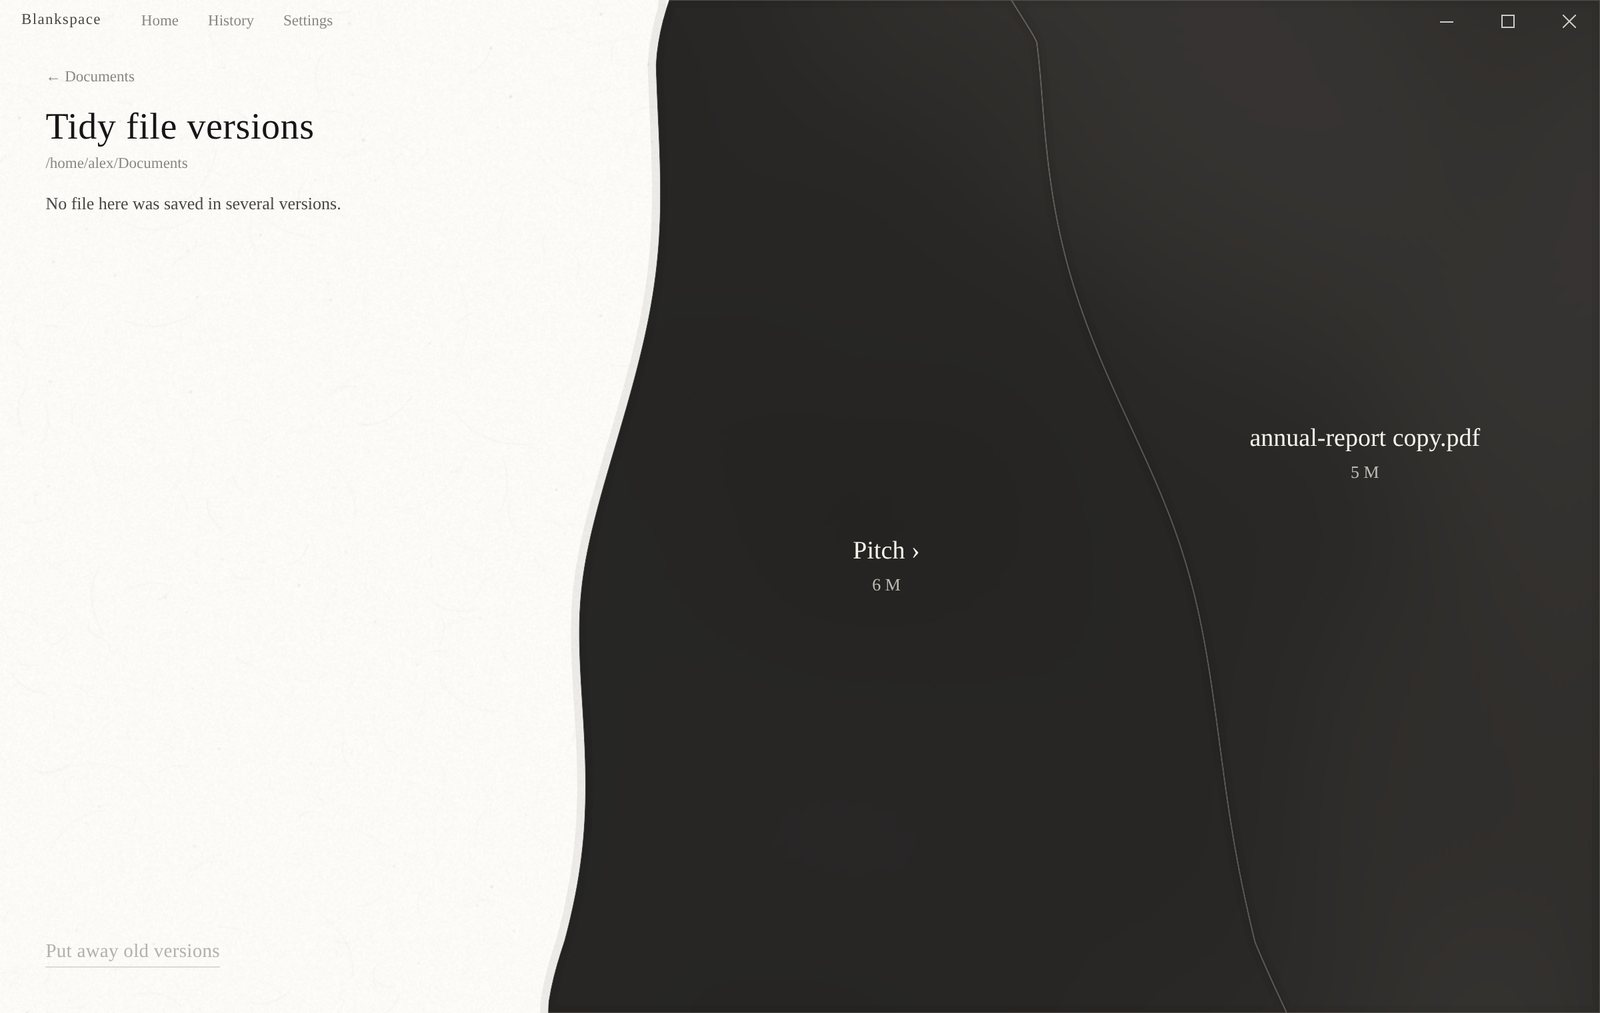 Blankspace Home History Settings
← Documents
Tidy file versions
/home/alex/Documents
No file here was saved in several versions.
annual-report copy.pdf
5 M
Pitch ›
6 M
Put away old versions